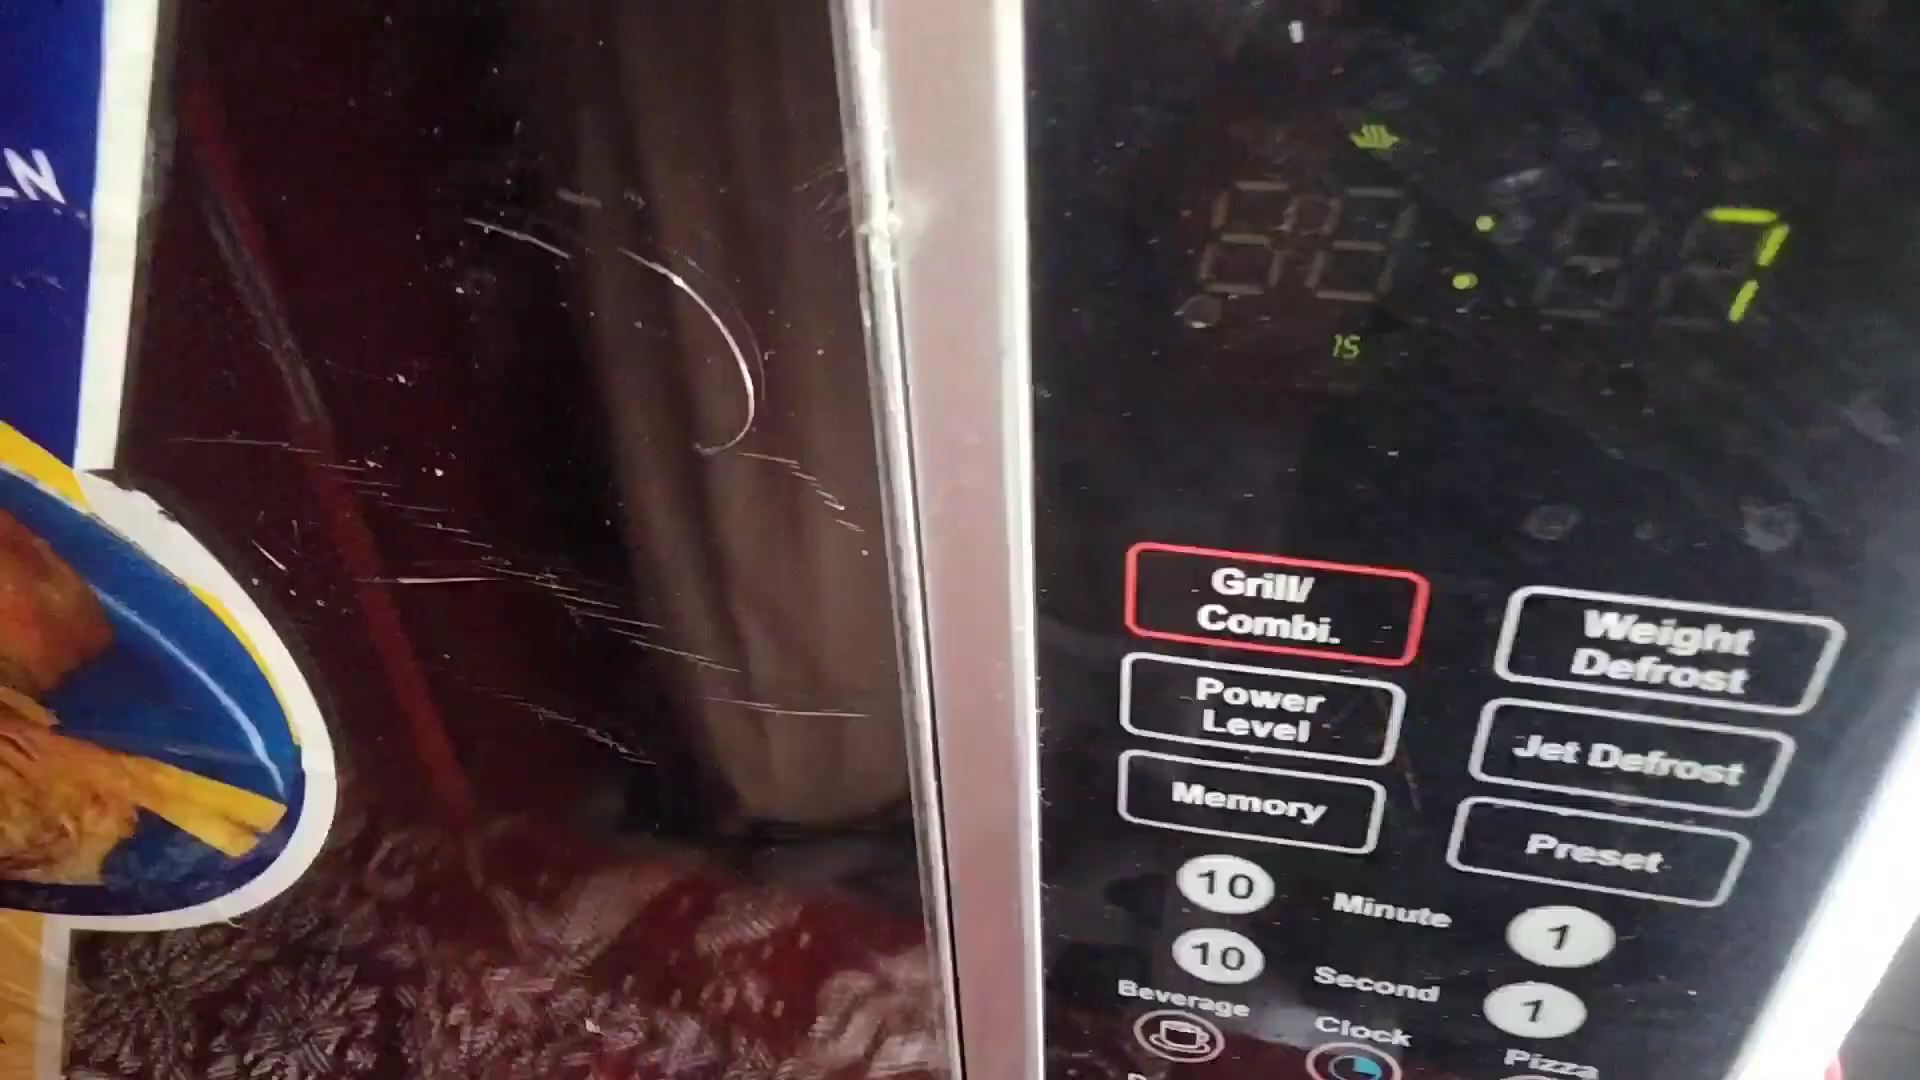 LN
: 7
15
Grill/
Combi.
Weight
Defrost
Power
Level
Jet Defrost
Memory
Preset
10 Minute 1
10 Second 1
Beverage
Clock
Pizza